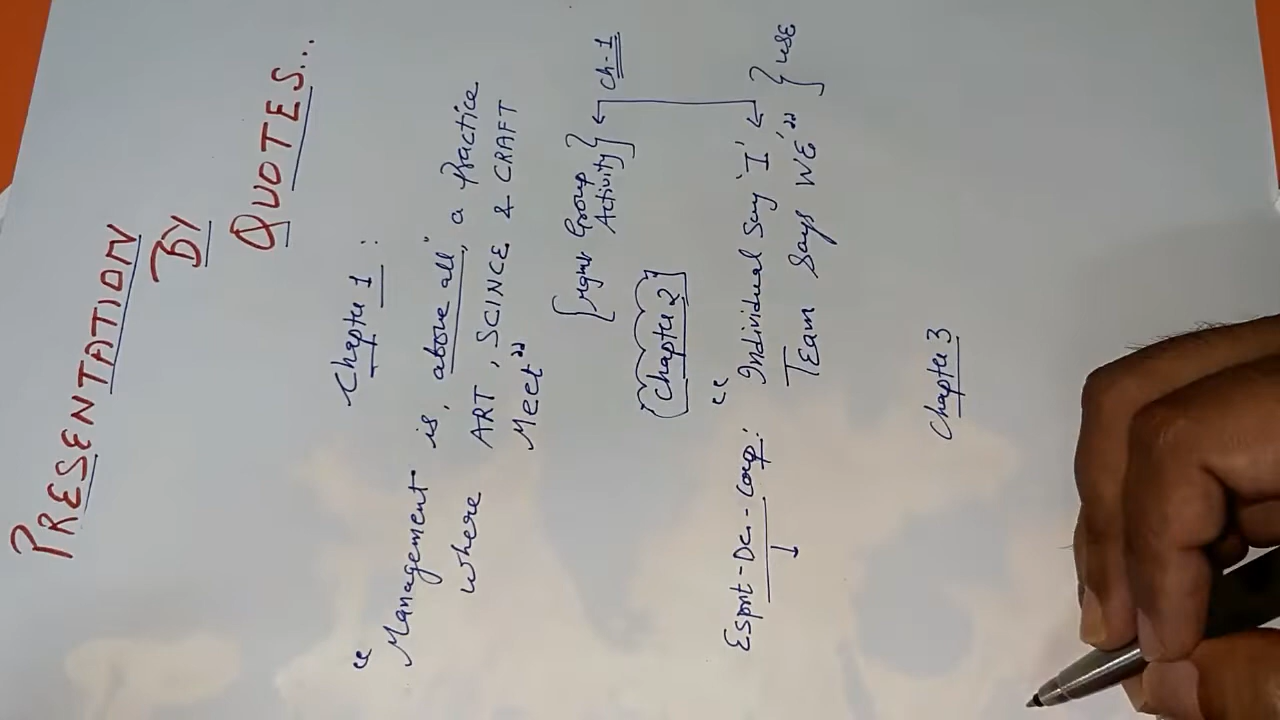 PRESENTATION
BY
QUOTES...
Chapter 1 :
" Management is, above all", a Practice
where ART, SCINCE & CRAFT
Meet"
{ Mgmt Group
Activity } Ch-1
[Chapter 2]
Esprit-De-Corp: " Individual Say 'I'
Team Says WE'" } USE
Chapter 3